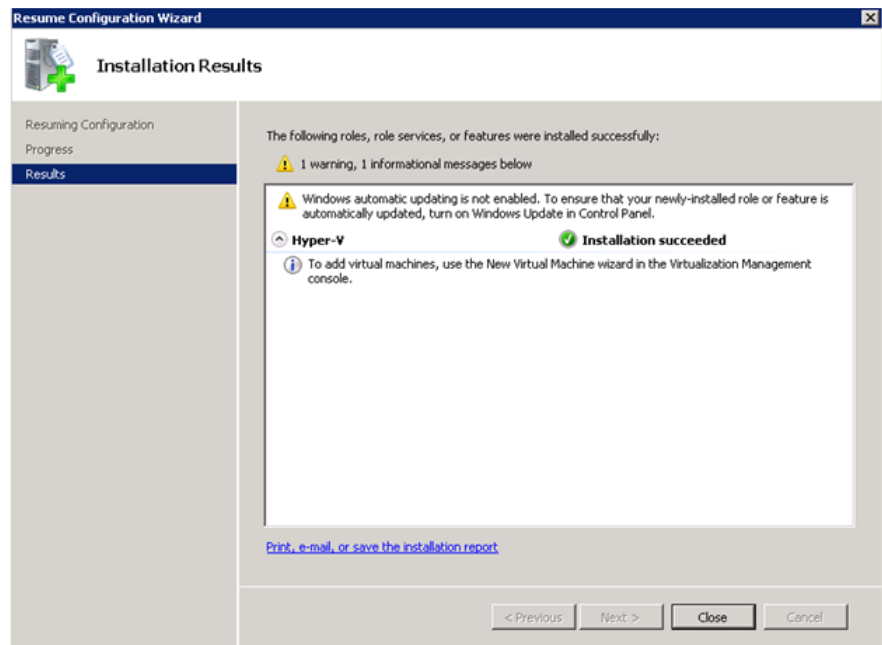 Resume Configuration Wizard
Installation Results
Resuming Configuration
Progress
Results
The following roles, role services, or features were installed successfully:
1 warning, 1 informational messages below
Windows automatic updating is not enabled. To ensure that your newly-installed role or feature is
automatically updated, turn on Windows Update in Control Panel.
Hyper-V Installation succeeded
To add virtual machines, use the New Virtual Machine wizard in the Virtualization Management
console.
Print, e-mail, or save the installation report
< Previous Next > Close Cancel